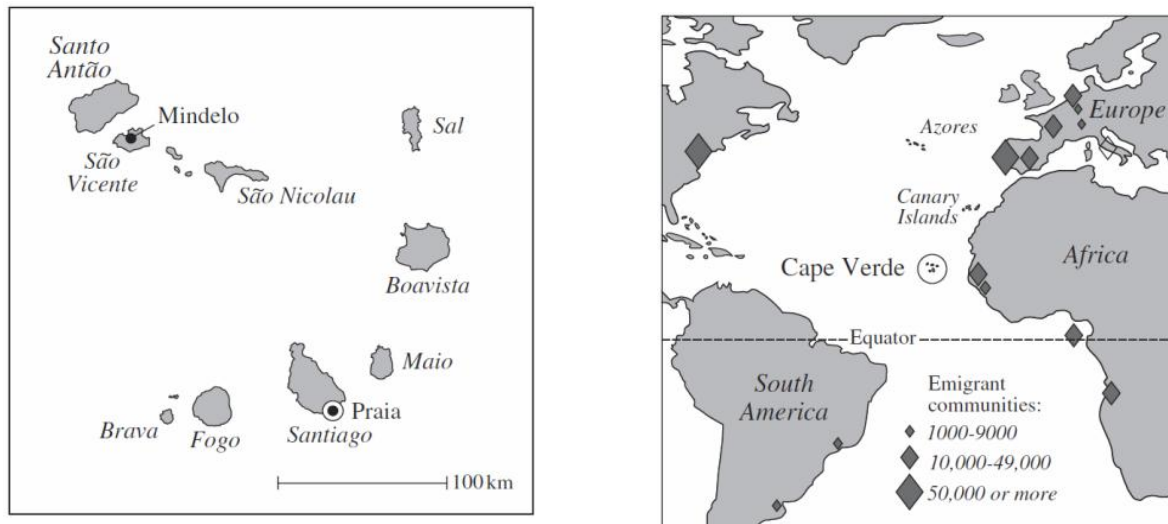 Santo
Antão
Mindelo
São
Vicente
São Nicolau
Sal
Boavista
Maio
Praia
Santiago
Brava
Fogo
100 km
Azores
Europe
Canary
Islands
Africa
Cape Verde
Equator
South
America
Emigrant
communities:
1000-9000
10,000-49,000
50,000 or more